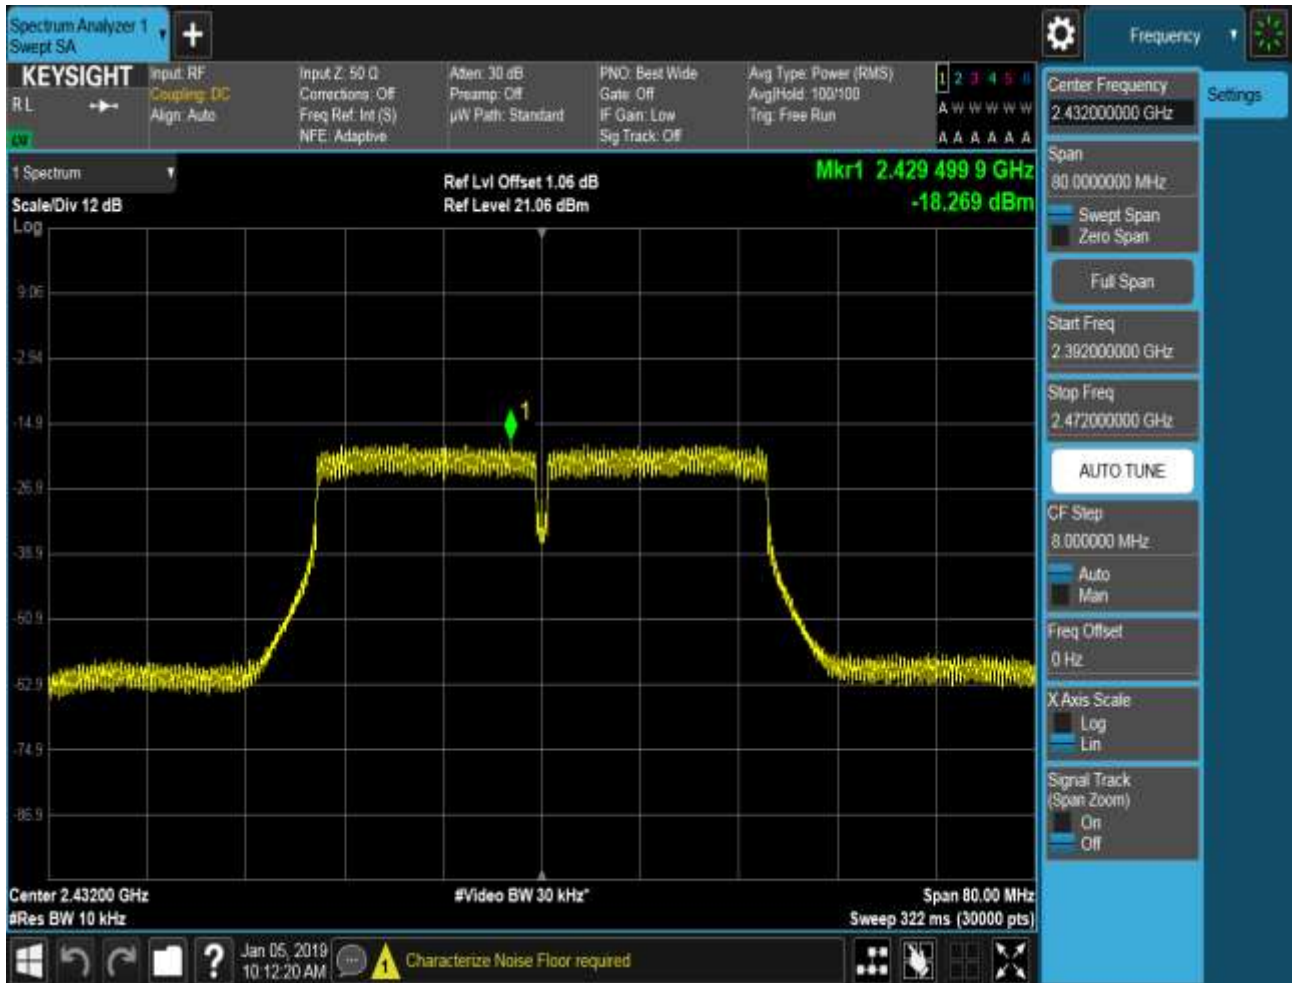 Spectrum Analyzer 1
Swept SA
+
Frequency
KEYSIGHT
R L
Input: RF
Coupling: DC
Align: Auto
Input Z: 50 Ω
Corrections: Off
Freq Ref: Int (S)
NFE: Adaptive
Atten: 30 dB
Preamp: Off
µW Path: Standard
PNO: Best Wide
Gate: Off
IF Gain: Low
Sig Track: Off
Avg Type: Power (RMS)
Avg|Hold: 100/100
Trig: Free Run
1 2 3 4 5 6
A W W W W W
A A A A A A
1 Spectrum
Scale/Div 12 dB
Log
Ref Lvl Offset 1.06 dB
Ref Level 21.06 dBm
Mkr1 2.429 499 9 GHz
-18.269 dBm
9.06
-2.94
-14.9
-26.9
-38.9
-50.9
-62.9
-74.9
-86.9
1
Center 2.43200 GHz
#Res BW 10 kHz
#Video BW 30 kHz*
Span 80.00 MHz
Sweep 322 ms (30000 pts)
Center Frequency
2.432000000 GHz
Settings
Span
80.0000000 MHz
Swept Span
Zero Span
Full Span
Start Freq
2.392000000 GHz
Stop Freq
2.472000000 GHz
AUTO TUNE
CF Step
8.000000 MHz
Auto
Man
Freq Offset
0 Hz
X Axis Scale
Log
Lin
Signal Track
(Span Zoom)
On
Off
?
Jan 05, 2019
10:12:20 AM
1
Characterize Noise Floor required